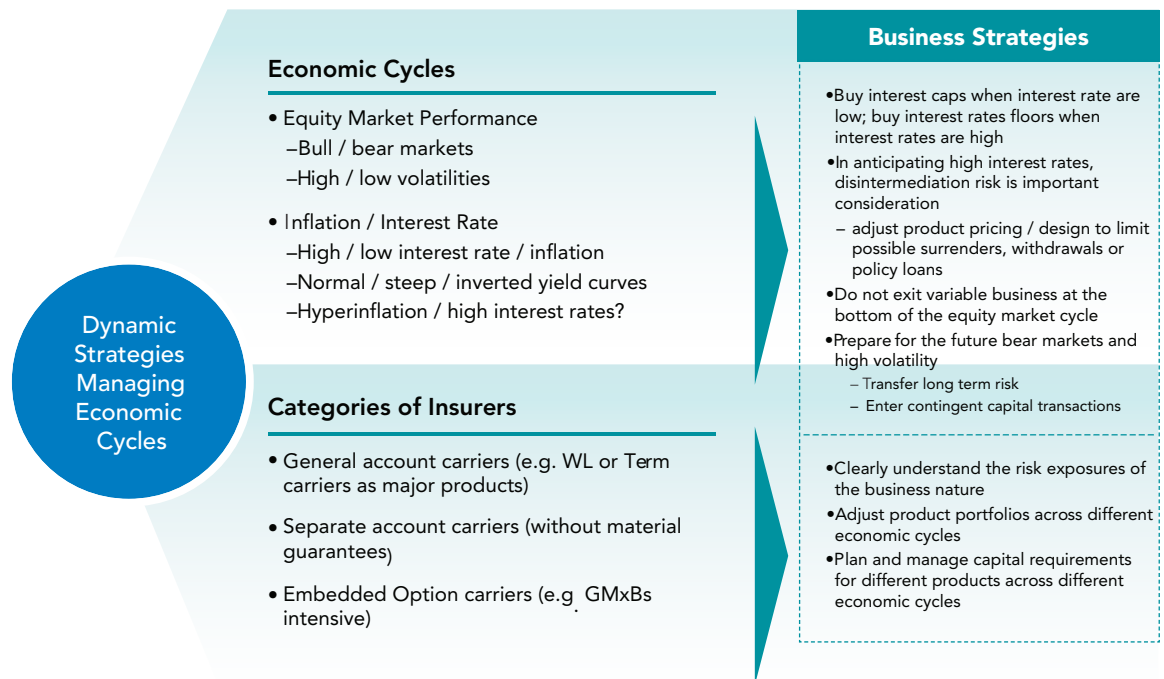 Dynamic
Strategies
Managing
Economic
Cycles
Economic Cycles
• Equity Market Performance
–Bull / bear markets
–High / low volatilities
• Inflation / Interest Rate
–High / low interest rate / inflation
–Normal / steep / inverted yield curves
–Hyperinflation / high interest rates?
Categories of Insurers
• General account carriers (e.g. WL or Term
carriers as major products)
• Separate account carriers (without material
guarantees)
• Embedded Option carriers (e.g. GMxBs
intensive)
Business Strategies
•Buy interest caps when interest rate are
low; buy interest rates floors when
interest rates are high
•In anticipating high interest rates,
disintermediation risk is important
consideration
– adjust product pricing / design to limit
possible surrenders, withdrawals or
policy loans
•Do not exit variable business at the
bottom of the equity market cycle
•Prepare for the future bear markets and
high volatility
– Transfer long term risk
– Enter contingent capital transactions
•Clearly understand the risk exposures of
the business nature
•Adjust product portfolios across different
economic cycles
•Plan and manage capital requirements
for different products across different
economic cycles